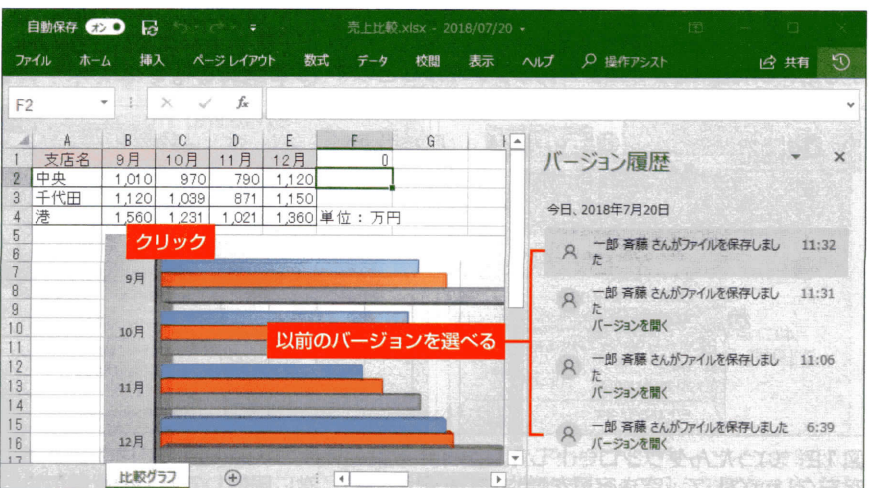 自動保存 オン 売上比較.xlsx - 2018/07/20
ファイル ホーム 挿入 ページ レイアウト 数式 データ 校閲 表示 ヘルプ 操作アシスト 共有
F2 fx
A B C D E F G H
1 支店名 9月 10月 11月 12月 0
2 中央 1,010 970 790 1,120
3 千代田 1,120 1,039 871 1,150
4 港 1,560 1,231 1,021 1,360 単位：万円
5
6
7
8
9
10
11
12
13
14
15
16
17
クリック
9月
10月
11月
12月
以前のバージョンを選べる
比較グラフ
バージョン履歴
今日、2018年7月20日
一郎 斉藤 さんがファイルを保存しまし 11:32
た
一郎 斉藤 さんがファイルを保存しまし 11:31
た
バージョンを開く
一郎 斉藤 さんがファイルを保存しまし 11:06
た
バージョンを開く
一郎 斉藤 さんがファイルを保存しました 6:39
バージョンを開く